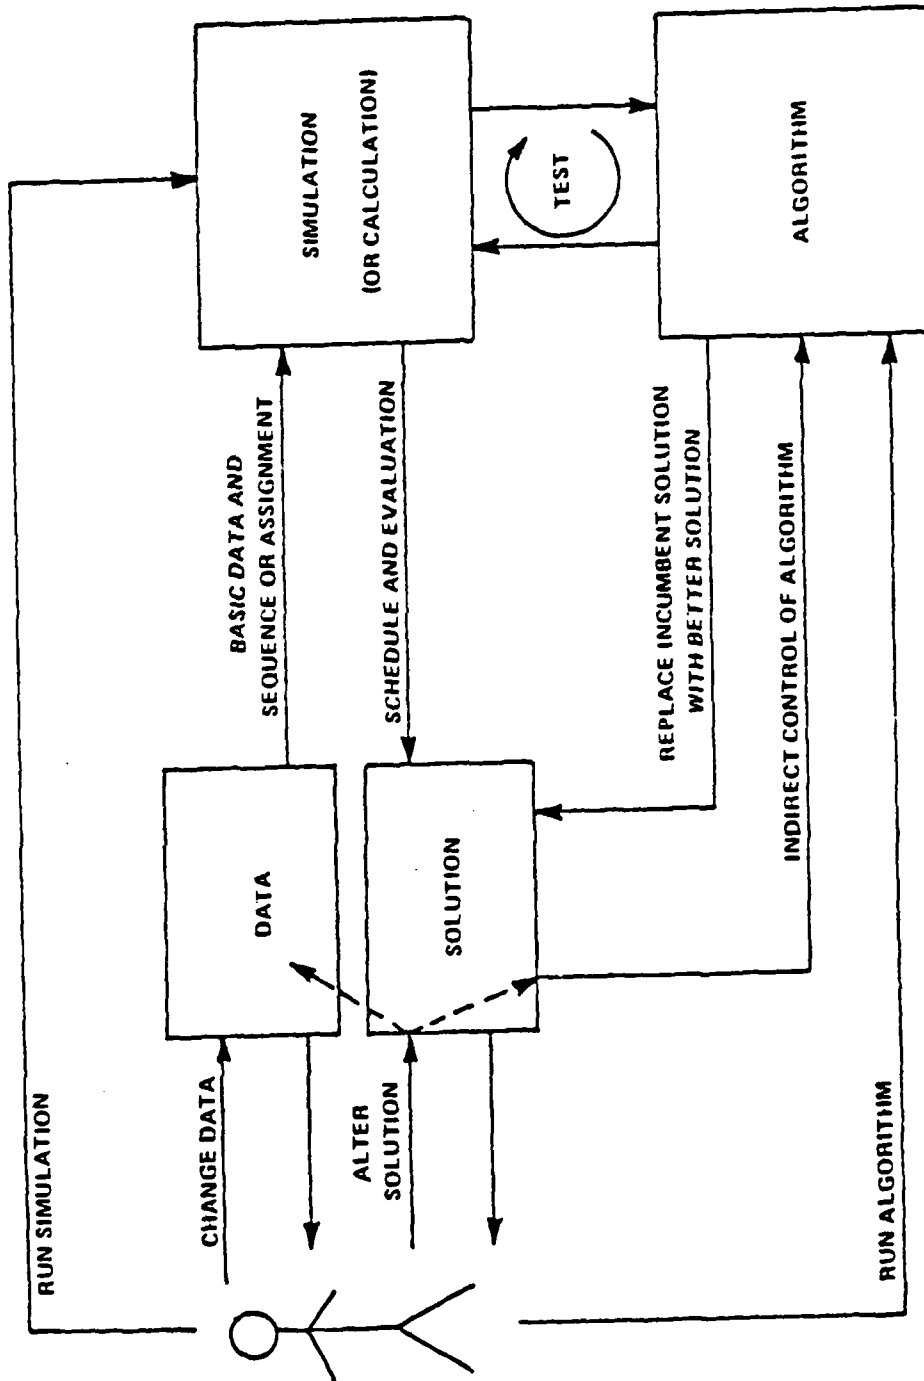 RUN SIMULATION
CHANGE DATA
DATA
BASIC DATA AND
SEQUENCE OR ASSIGNMENT
SIMULATION
(OR CALCULATION)
ALTER
SOLUTION
SOLUTION
SCHEDULE AND EVALUATION
TEST
REPLACE INCUMBENT SOLUTION
WITH BETTER SOLUTION
INDIRECT CONTROL OF ALGORITHM
ALGORITHM
RUN ALGORITHM